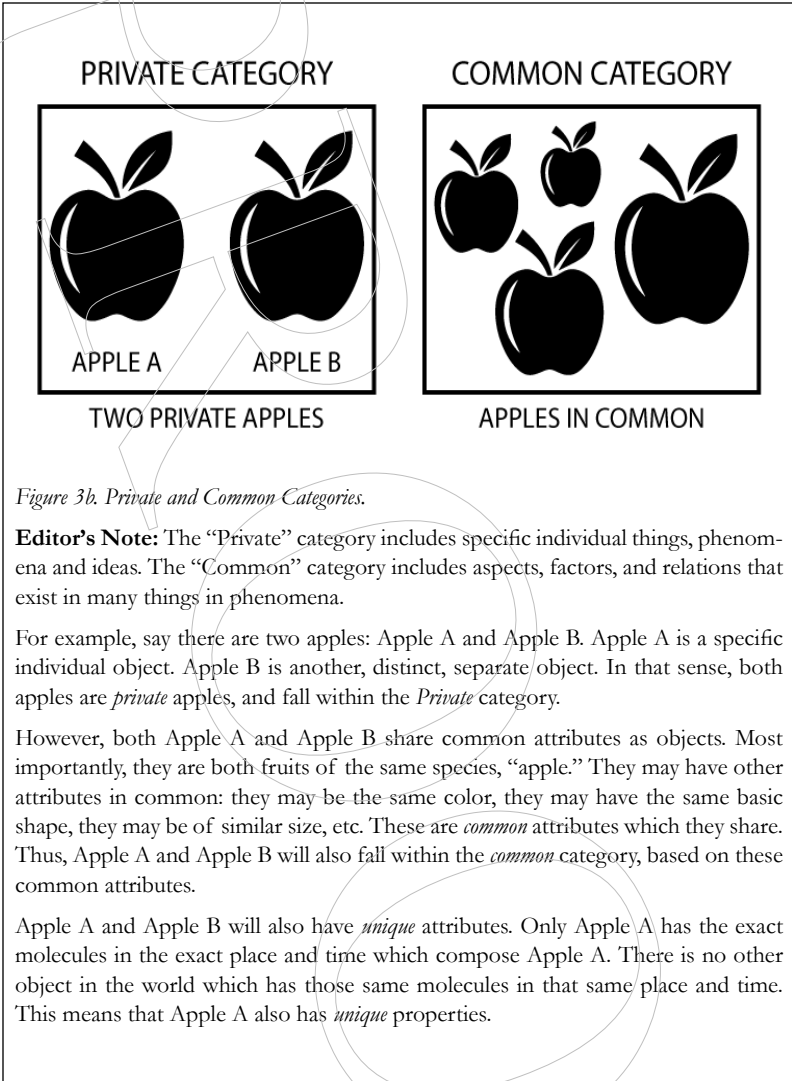 PRIVATE CATEGORY
COMMON CATEGORY
APPLE A
APPLE B
TWO PRIVATE APPLES
APPLES IN COMMON
Figure 3b. Private and Common Categories.
Editor's Note: The “Private” category includes specific individual things, phenom-
ena and ideas. The “Common” category includes aspects, factors, and relations that
exist in many things in phenomena.
For example, say there are two apples: Apple A and Apple B. Apple A is a specific
individual object. Apple B is another, distinct, separate object. In that sense, both
apples are private apples, and fall within the Private category.
However, both Apple A and Apple B share common attributes as objects. Most
importantly, they are both fruits of the same species, “apple.” They may have other
attributes in common: they may be the same color, they may have the same basic
shape, they may be of similar size, etc. These are common attributes which they share.
Thus, Apple A and Apple B will also fall within the common category, based on these
common attributes.
Apple A and Apple B will also have unique attributes. Only Apple A has the exact
molecules in the exact place and time which compose Apple A. There is no other
object in the world which has those same molecules in that same place and time.
This means that Apple A also has unique properties.